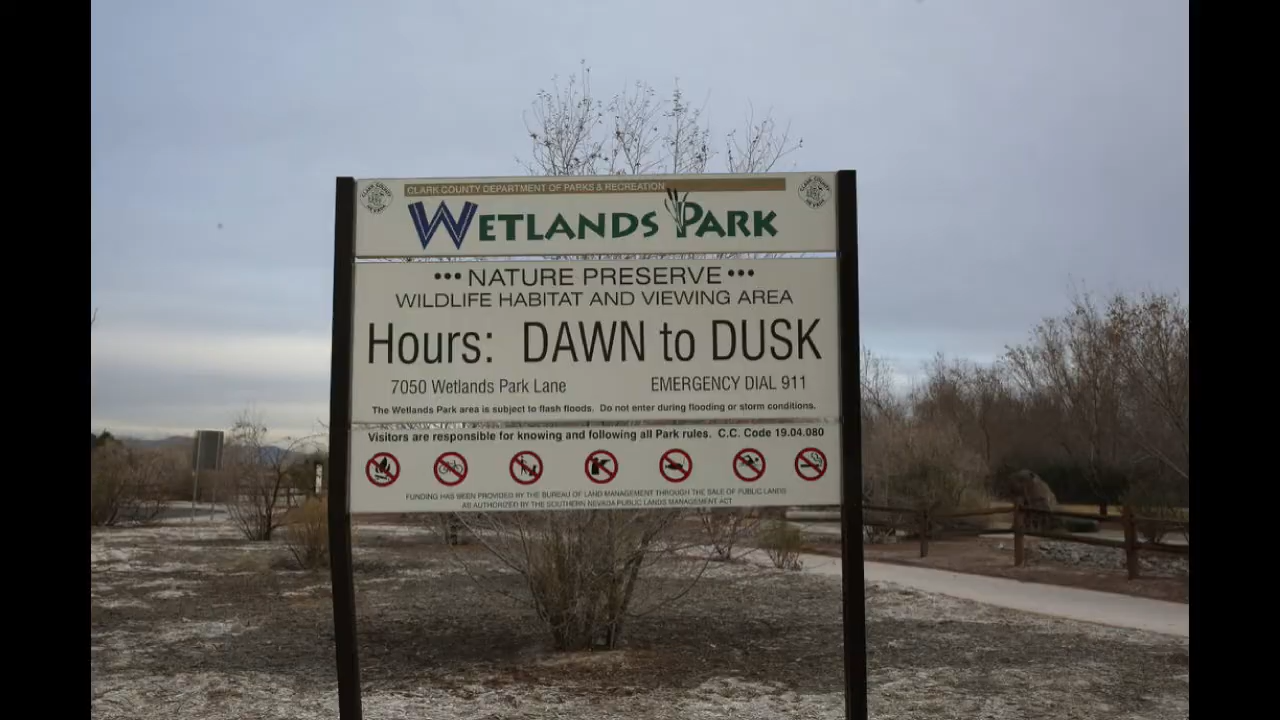 CLARK COUNTY DEPARTMENT OF PARKS & RECREATION
WETLANDS PARK
••• NATURE PRESERVE •••
WILDLIFE HABITAT AND VIEWING AREA
Hours: DAWN to DUSK
7050 Wetlands Park Lane EMERGENCY DIAL 911
The Wetlands Park area is subject to flash floods. Do not enter during flooding or storm conditions.
Visitors are responsible for knowing and following all Park rules. C.C. Code 19.04.080
FUNDING HAS BEEN PROVIDED BY THE BUREAU OF LAND MANAGEMENT THROUGH THE SALE OF PUBLIC LANDS
AS AUTHORIZED BY THE SOUTHERN NEVADA PUBLIC LANDS MANAGEMENT ACT